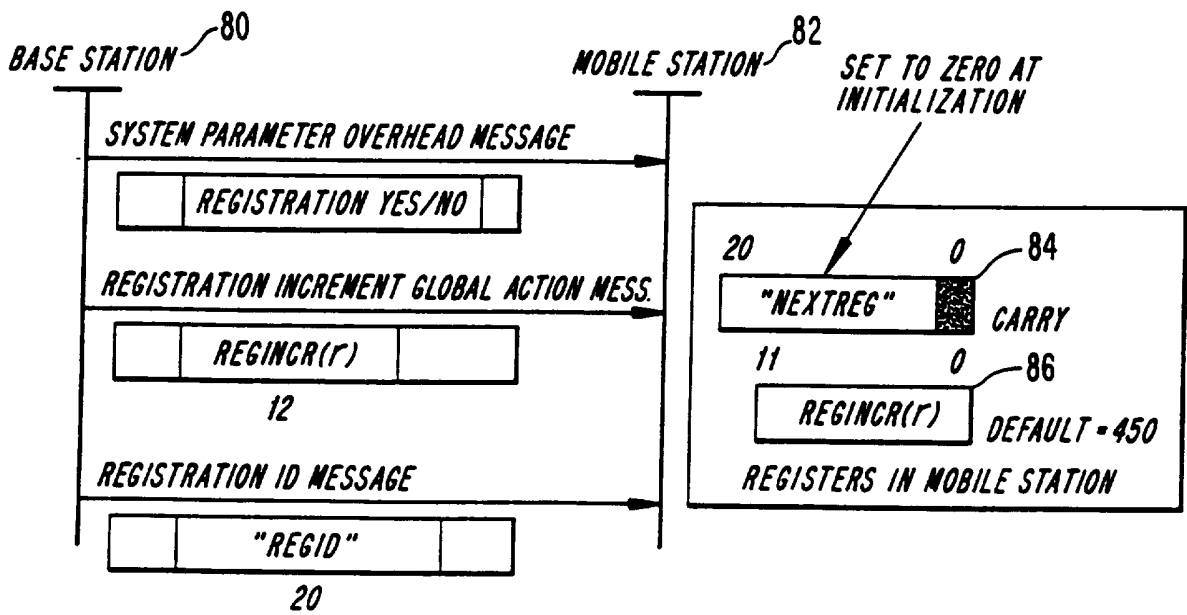 BASE STATION 80
MOBILE STATION 82
SET TO ZERO AT
INITIALIZATION
SYSTEM PARAMETER OVERHEAD MESSAGE
REGISTRATION YES/NO
REGISTRATION INCREMENT GLOBAL ACTION MESS.
REGINCR(r)
12
REGISTRATION ID MESSAGE
"REGID"
20
20 0 84
"NEXTREG" CARRY
11 0 86
REGINCR(r) DEFAULT = 450
REGISTERS IN MOBILE STATION